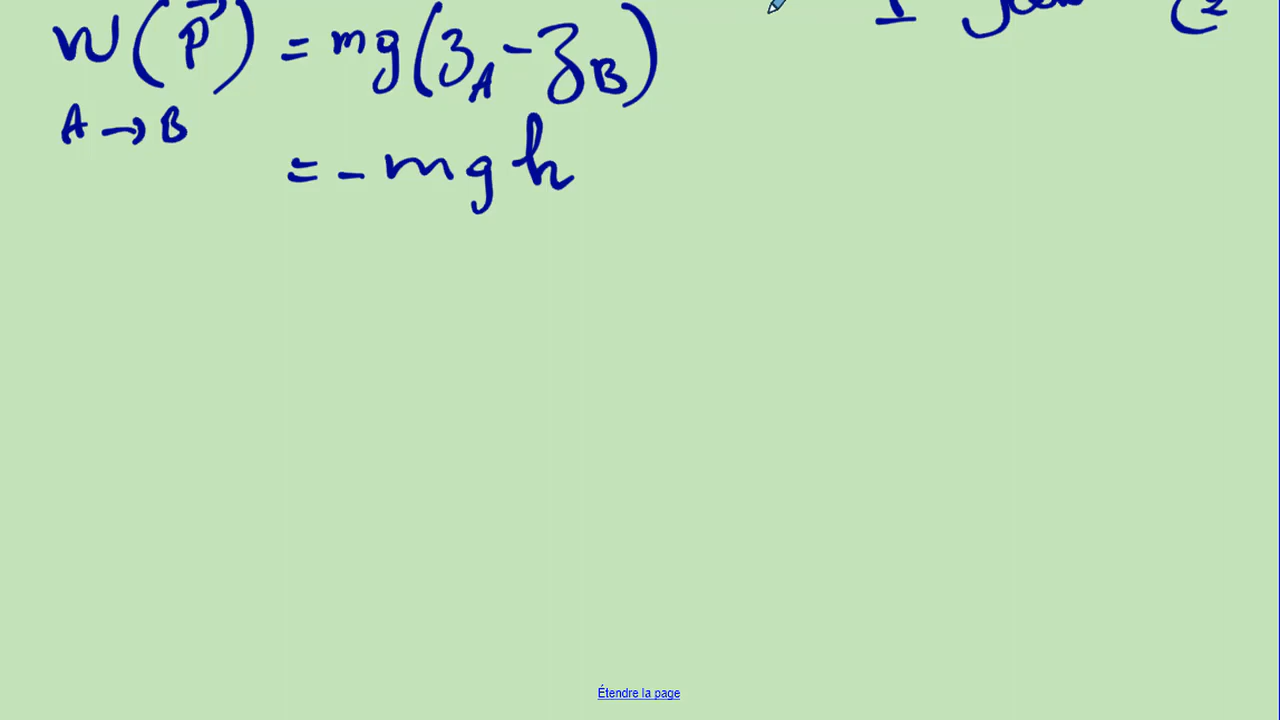 W(P⃗) = mg(z_A - z_B)
A → B
= - mgh
Étendre la page